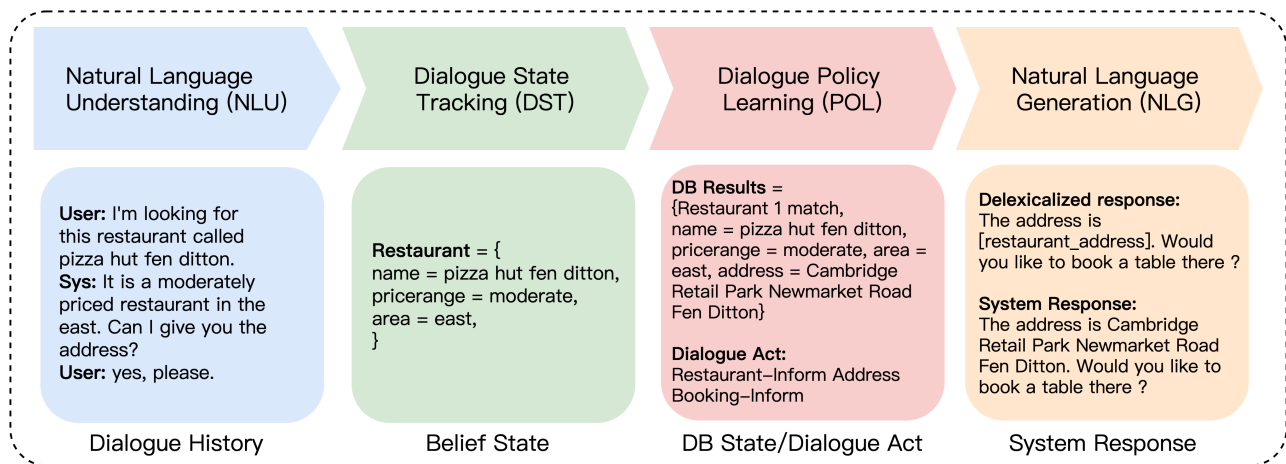 Natural Language
Understanding (NLU)
Dialogue State
Tracking (DST)
Dialogue Policy
Learning (POL)
Natural Language
Generation (NLG)
User: I'm looking for
this restaurant called
pizza hut fen ditton.
Sys: It is a moderately
priced restaurant in the
east. Can I give you the
address?
User: yes, please.
Dialogue History
Restaurant = {
name = pizza hut fen ditton,
pricerange = moderate,
area = east,
}
Belief State
DB Results =
{Restaurant 1 match,
name = pizza hut fen ditton,
pricerange = moderate, area =
east, address = Cambridge
Retail Park Newmarket Road
Fen Ditton}
Dialogue Act:
Restaurant–Inform Address
Booking–Inform
DB State/Dialogue Act
Delexicalized response:
The address is
[restaurant_address]. Would
you like to book a table there ?
System Response:
The address is Cambridge
Retail Park Newmarket Road
Fen Ditton. Would you like to
book a table there ?
System Response